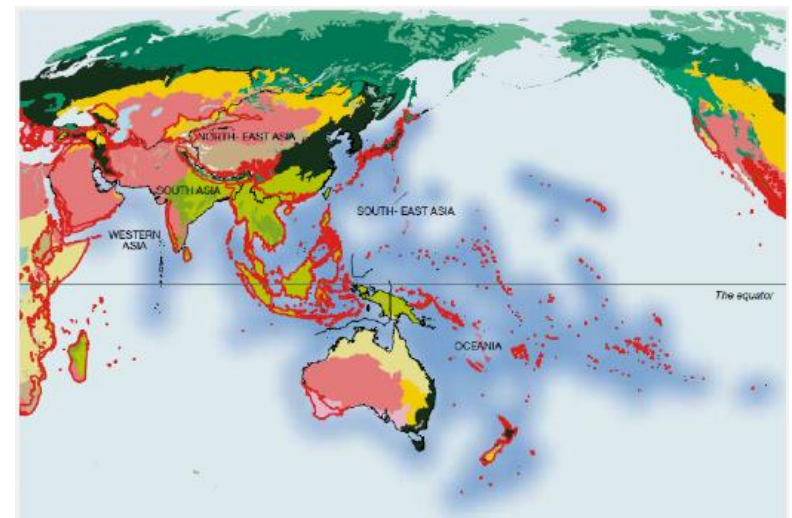 NORTH- EAST ASIA
SOUTH ASIA
SOUTH- EAST ASIA
WESTERN
ASIA
The equator
OCEANIA